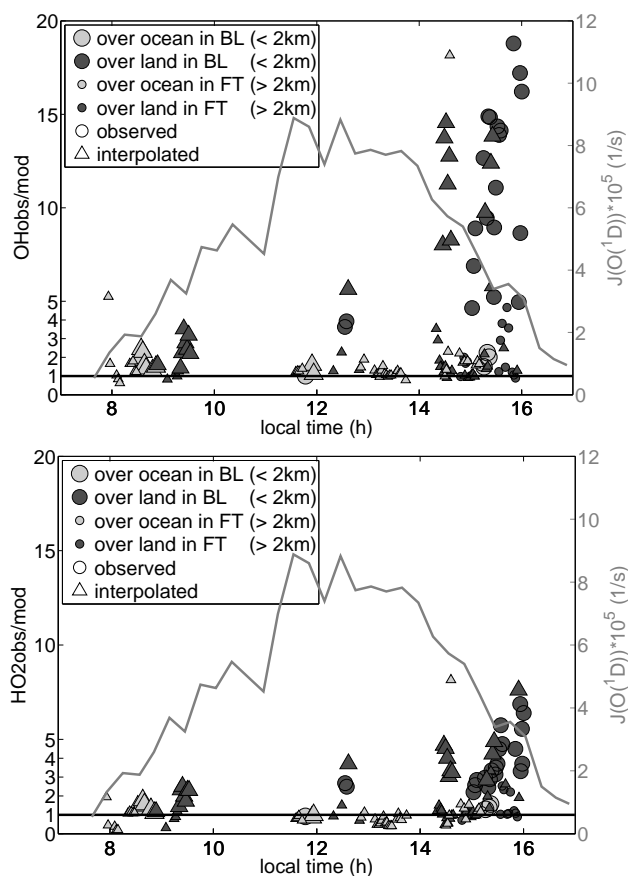 20
15
10
5
4
3
2
1
0
OHobs/mod
over ocean in BL (< 2km)
over land in BL (< 2km)
over ocean in FT (> 2km)
over land in FT (> 2km)
observed
interpolated
12
10
8
6
4
2
0
J(O(¹D))*10⁵ (1/s)
8 10 12 14 16
local time (h)
20
15
10
5
4
3
2
1
0
HO2obs/mod
over ocean in BL (< 2km)
over land in BL (< 2km)
over ocean in FT (> 2km)
over land in FT (> 2km)
observed
interpolated
12
10
8
6
4
2
0
J(O(¹D))*10⁵ (1/s)
8 10 12 14 16
local time (h)